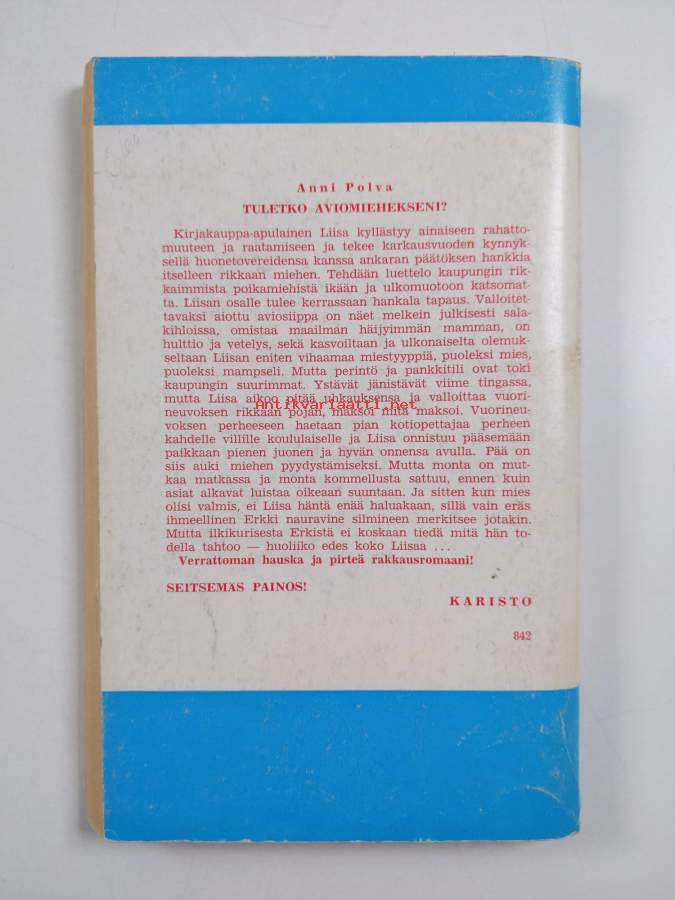 Anni Polva
TULETKO AVIOMIEHEKSENI?
Kirjakauppa-apulainen Liisa kyllästyy ainaiseen rahatto-
muuteen ja raatamiseen ja tekee karkausvuoden kynnyk-
sellä huonetovereidensa kanssa ankaran päätöksen hankkia
itselleen rikkaan miehen. Tehdään luettelo kaupungin rik-
kaimmista poikamiehistä ikään ja ulkomuotoon katsomat-
ta. Liisan osalle tulee kerrassaan hankala tapaus. Valloitet-
tavaksi aiottu aviosiippa on näet melkein julkisesti sala-
kihloissa, omistaa maailman häijyimmän mamman, on
hulttio ja vetelys, sekä kasvoiltaan ja ulkonaiselta olemuk-
seltaan Liisan eniten vihaamaa miestyyppiä, puoleksi mies,
puoleksi mampseli. Mutta perintö ja pankkitili ovat toki
kaupungin suurimmat. Ystävät jänistävät viime tingassa,
mutta Liisa aikoo pitää uhkauksensa ja valloittaa vuori-
Antikvariaatti.net
neuvoksen rikkaan pojan, maksoi mitä maksoi. Vuorineu-
voksen perheeseen haetaan pian kotiopettajaa perheen
kahdelle villille koululaiselle ja Liisa onnistuu pääsemään
paikkaan pienen juonen ja hyvän onnensa avulla. Pää on
siis auki miehen pyydystämiseksi. Mutta monta on mut-
kaa matkassa ja monta kommellusta sattuu, ennen kuin
asiat alkavat luistaa oikeaan suuntaan. Ja sitten kun mies
olisi valmis, ei Liisa häntä enää haluakaan, sillä vain eräs
ihmeellinen Erkki nauravine silmineen merkitsee jotakin.
Mutta ilkikurisesta Erkistä ei koskaan tiedä mitä hän to-
della tahtoo — huoliiko edes koko Liisaa ...
Verrattoman hauska ja pirteä rakkausromaani!
SEITSEMÄS PAINOS!
KARISTO
842